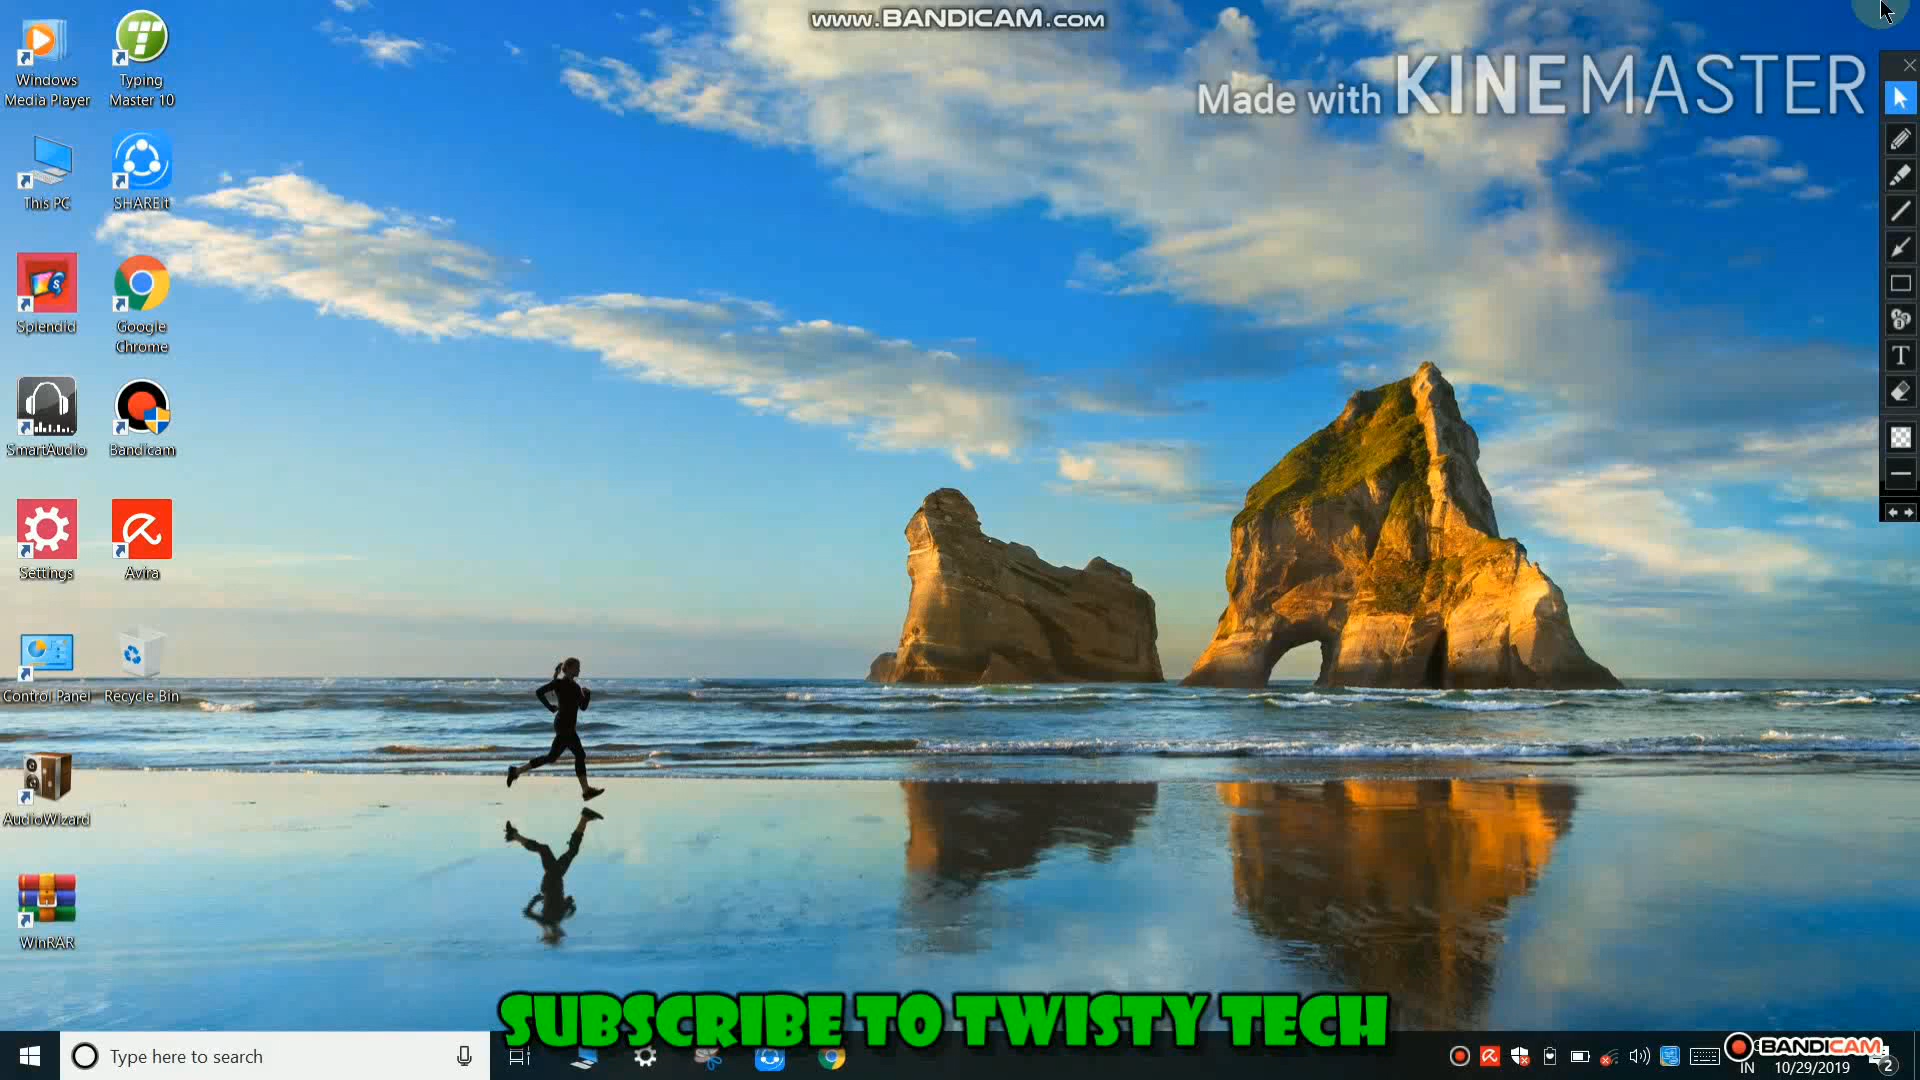 www.BANDICAM.com
Made with KINEMASTER
Windows
Media Player
Typing
Master 10
This PC
SHAREit
Splendid
Google
Chrome
SmartAudio
Bandicam
Settings
Avira
Control Panel
Recycle Bin
AudioWizard
WinRAR
SUBSCRIBE TO TWISTY TECH
Type here to search
BANDICAM
IN
10/29/2019
2